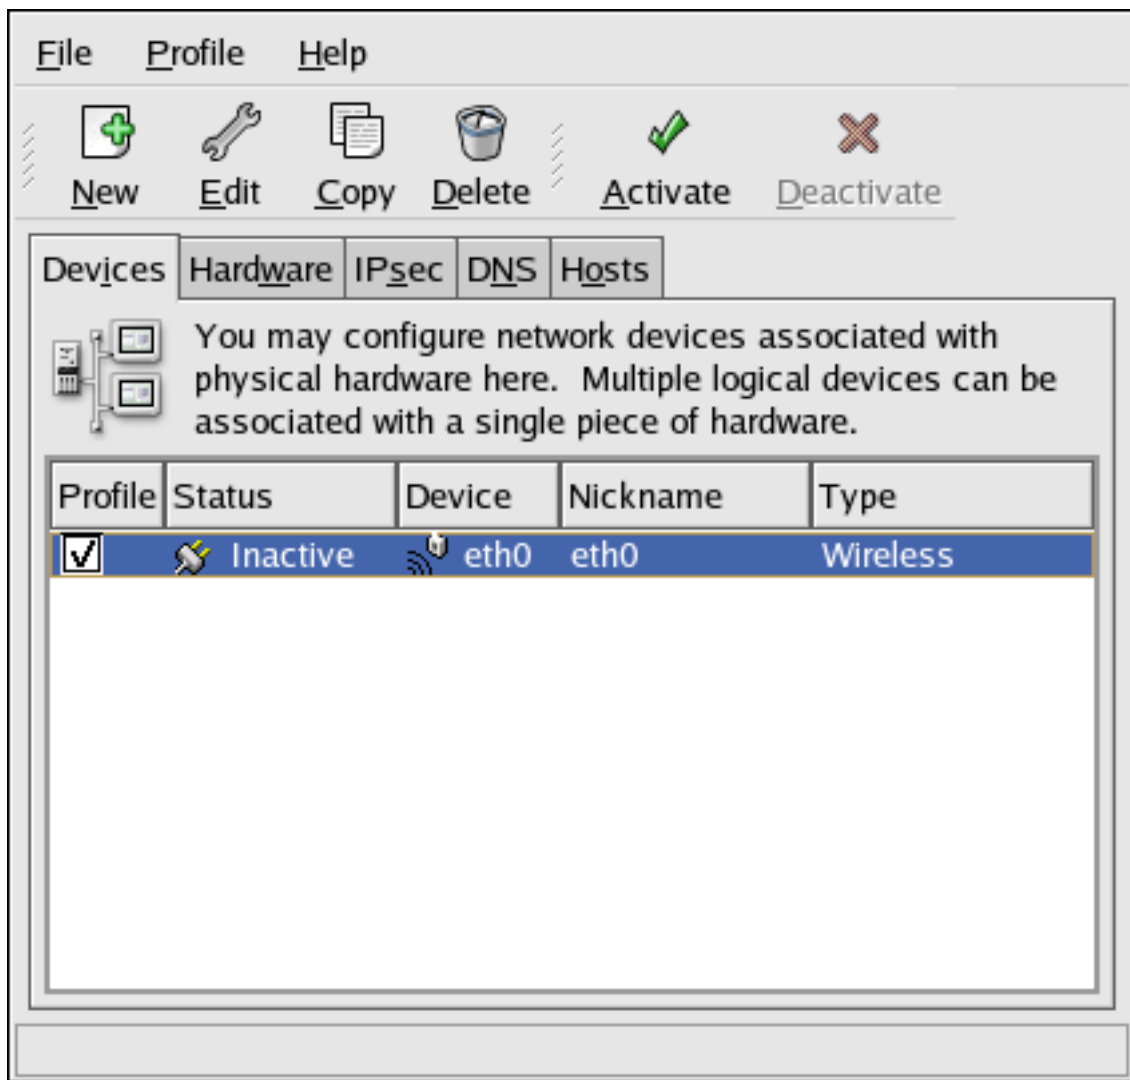 File Profile Help
New Edit Copy Delete Activate Deactivate
Devices Hardware IPsec DNS Hosts
You may configure network devices associated with
physical hardware here.  Multiple logical devices can be
associated with a single piece of hardware.
Profile Status Device Nickname Type
Inactive eth0 eth0 Wireless